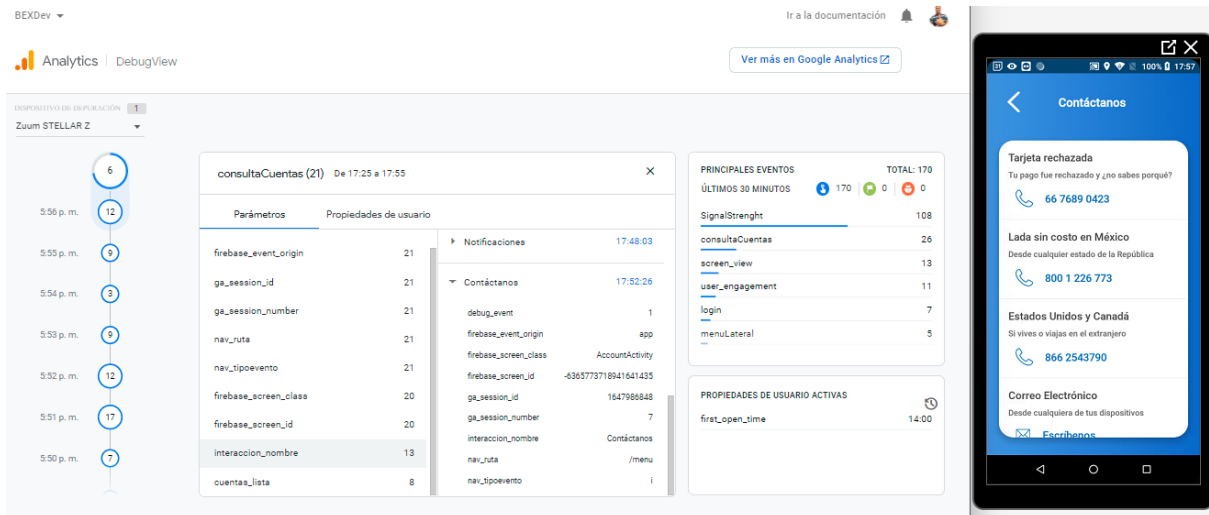 BEXDev
Ir a la documentación
Analytics DebugView
Ver más en Google Analytics
DISPOSITIVO DE DEPURACIÓN 1
Zuum STELLAR Z
6
5:56 p. m. 12
5:55 p. m. 9
5:54 p. m. 3
5:53 p. m. 9
5:52 p. m. 12
5:51 p. m. 17
5:50 p. m. 7
consultaCuentas (21) De 17:25 a 17:55
Parámetros Propiedades de usuario
firebase_event_origin 21
ga_session_id 21
ga_session_number 21
nav_ruta 21
nav_tipoevento 21
firebase_screen_class 20
firebase_screen_id 20
interaccion_nombre 13
cuentas_lista 8
Notificaciones 17:48:03
Contáctanos 17:52:26
debug_event 1
firebase_event_origin app
firebase_screen_class AccountActivity
firebase_screen_id -6365773718941641435
ga_session_id 1647986848
ga_session_number 7
interaccion_nombre Contáctanos
nav_ruta /menu
nav_tipoevento i
PRINCIPALES EVENTOS TOTAL: 170
ÚLTIMOS 30 MINUTOS 170 0 0
SignalStrenght 108
consultaCuentas 26
screen_view 13
user_engagement 11
login 7
menuLateral 5
PROPIEDADES DE USUARIO ACTIVAS
first_open_time 14:00
31 100% 17:57
Contáctanos
Tarjeta rechazada
Tu pago fue rechazado y ¿no sabes porqué?
66 7689 0423
Lada sin costo en México
Desde cualquier estado de la República
800 1 226 773
Estados Unidos y Canadá
Si vives o viajas en el extranjero
866 2543790
Correo Electrónico
Desde cualquiera de tus dispositivos
Escríbenos